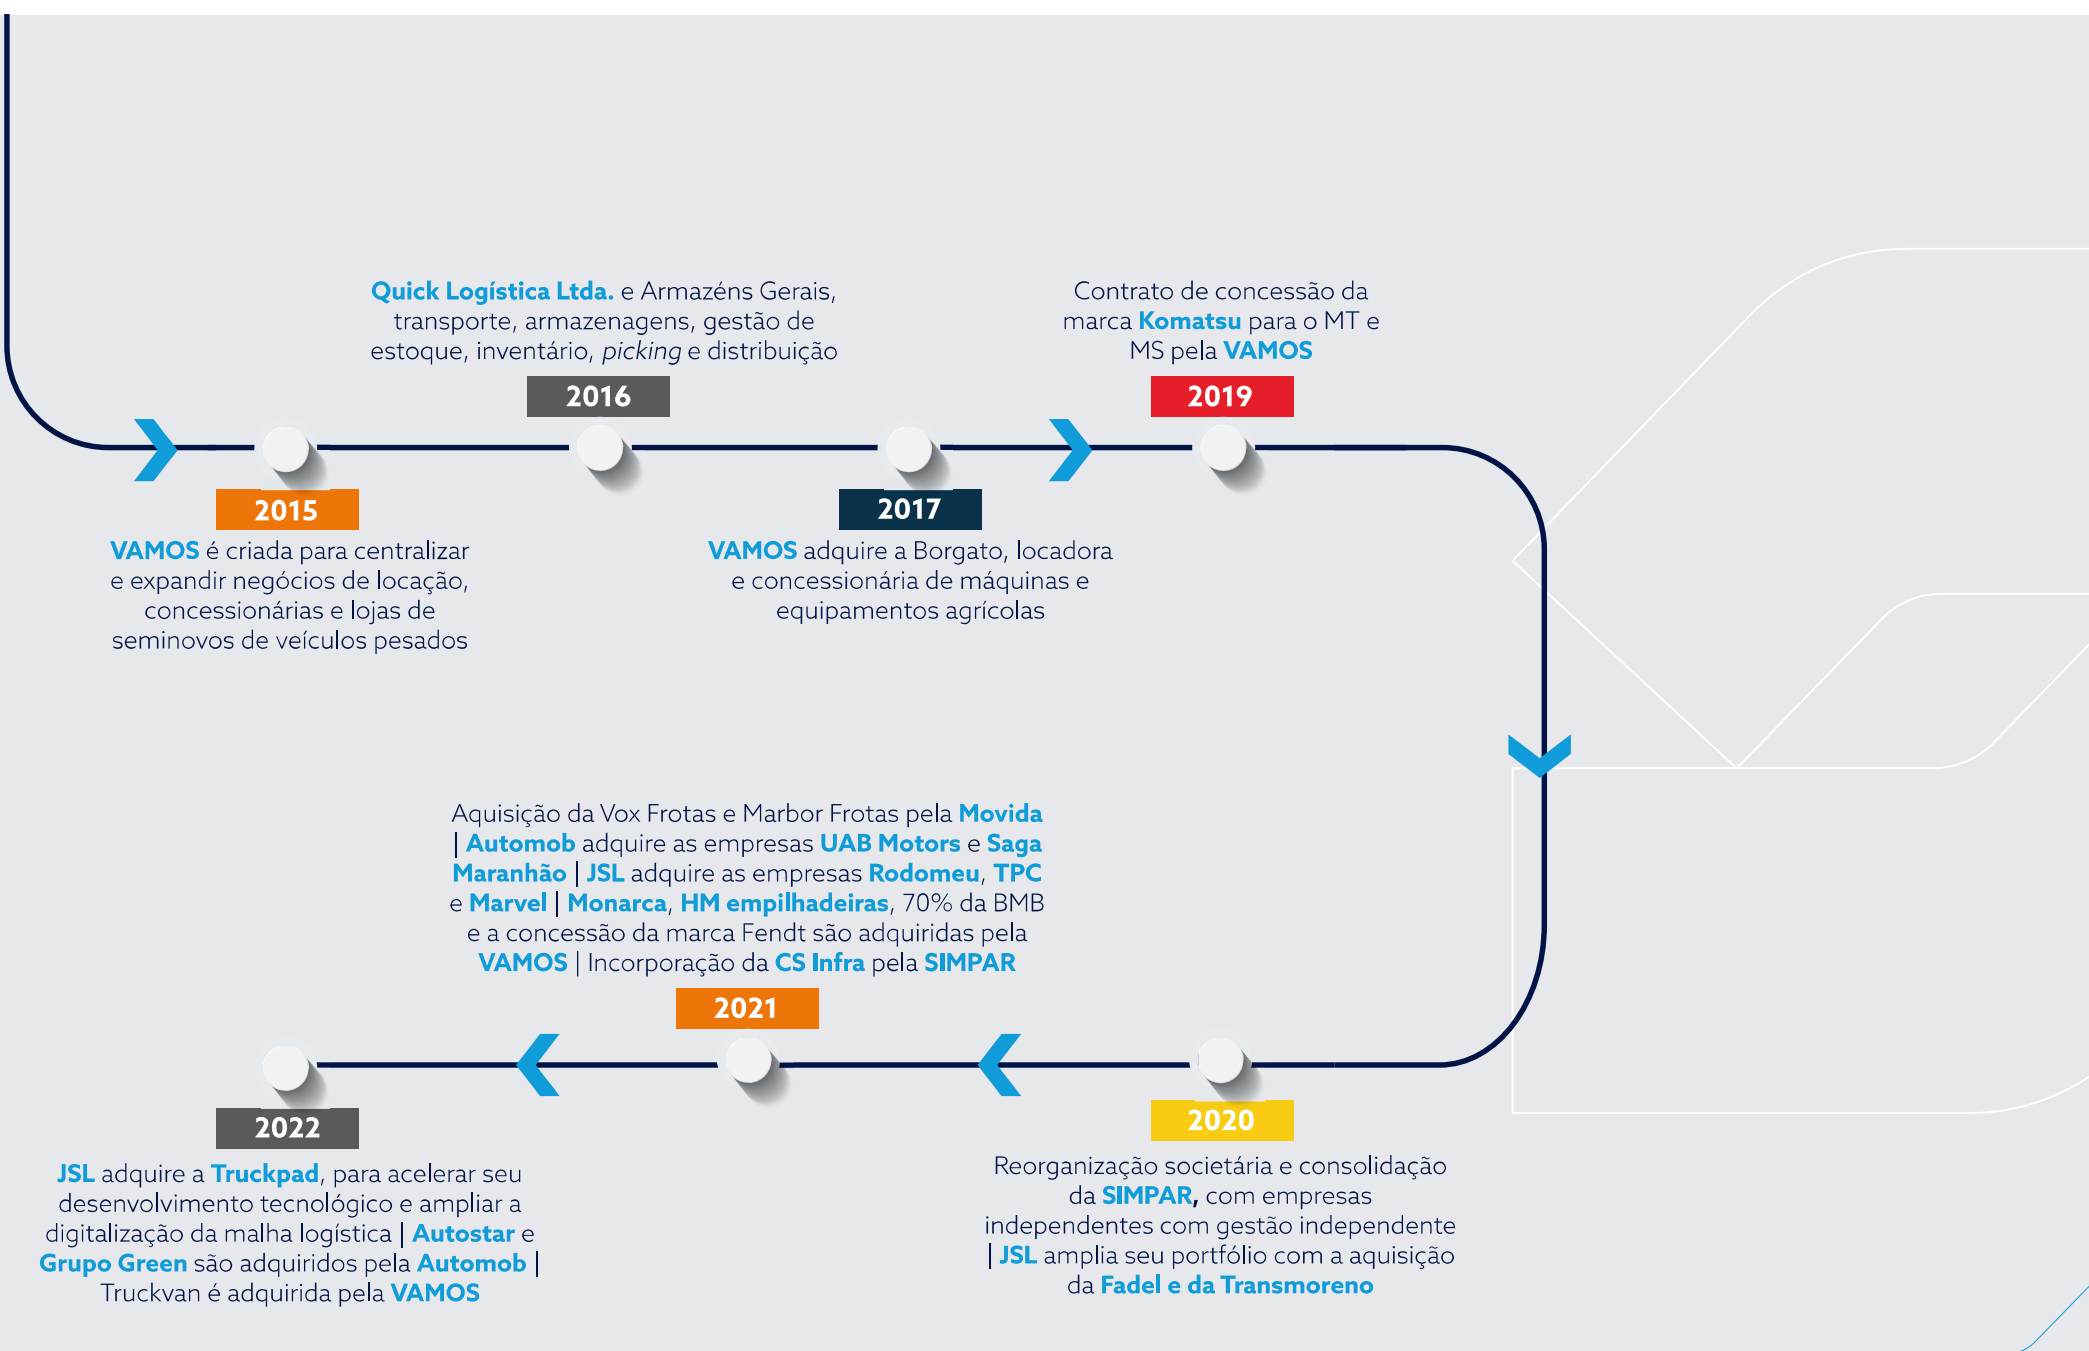 Quick Logística Ltda. e Armazéns Gerais,
transporte, armazenagens, gestão de
estoque, inventário, picking e distribuição
2016
Contrato de concessão da
marca Komatsu para o MT e
MS pela VAMOS
2019
2015
VAMOS é criada para centralizar
e expandir negócios de locação,
concessionárias e lojas de
seminovos de veículos pesados
2017
VAMOS adquire a Borgato, locadora
e concessionária de máquinas e
equipamentos agrícolas
Aquisição da Vox Frotas e Marbor Frotas pela Movida
| Automob adquire as empresas UAB Motors e Saga
Maranhão | JSL adquire as empresas Rodomeu, TPC
e Marvel | Monarca, HM empilhadeiras, 70% da BMB
e a concessão da marca Fendt são adquiridas pela
VAMOS | Incorporação da CS Infra pela SIMPAR
2021
2020
Reorganização societária e consolidação
da SIMPAR, com empresas
independentes com gestão independente
| JSL amplia seu portfólio com a aquisição
da Fadel e da Transmoreno
2022
JSL adquire a Truckpad, para acelerar seu
desenvolvimento tecnológico e ampliar a
digitalização da malha logística | Autostar e
Grupo Green são adquiridos pela Automob |
Truckvan é adquirida pela VAMOS